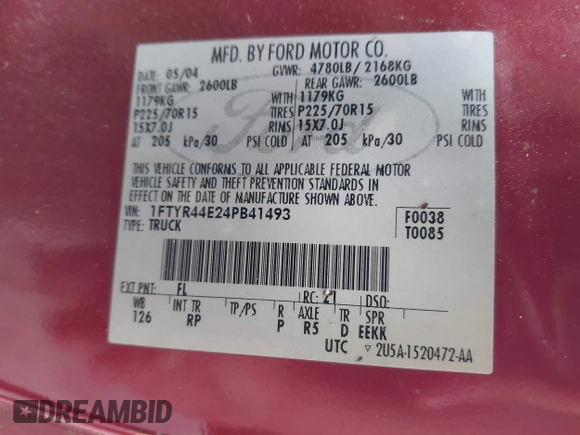 MFD. BY FORD MOTOR CO.
DATE: 05/04 GVWR: 4780LB/ 2168KG
FRONT GAWR: 2600LB REAR GAWR: 2600LB
1179KG WITH 1179KG WITH
P225/70R15 TIRES P225/70R15 TIRES
15X7.0J RIMS 15X7.0J RIMS
AT 205 kPa/30 PSI COLD AT 205 kPa/30 PSI COLD
THIS VEHICLE CONFORMS TO ALL APPLICABLE FEDERAL MOTOR
VEHICLE SAFETY AND THEFT PREVENTION STANDARDS IN
EFFECT ON THE DATE OF MANUFACTURE SHOWN ABOVE.
VIN: 1FTYR44E24PB41493 F0038
TYPE: TRUCK T0085
Ford
EXT PNT: FL RC: 21 DSO:
WB INT TR TP/PS R AXLE TR SPR
126 RP P R5 D EEKK
UTC ▽ 2U5A-1520472-AA
DREAMBID